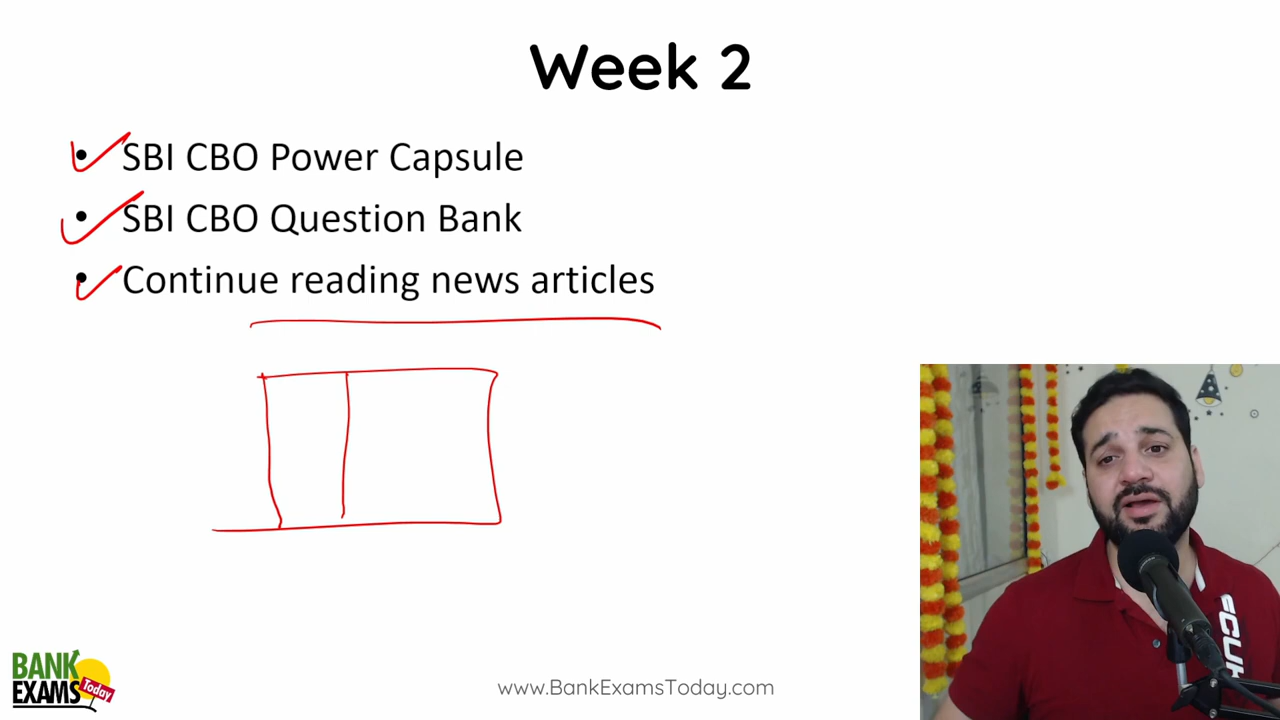 Week 2
• SBI CBO Power Capsule
• SBI CBO Question Bank
• Continue reading news articles
BANK
EXAMS
Today
www.BankExamsToday.com
ECUK